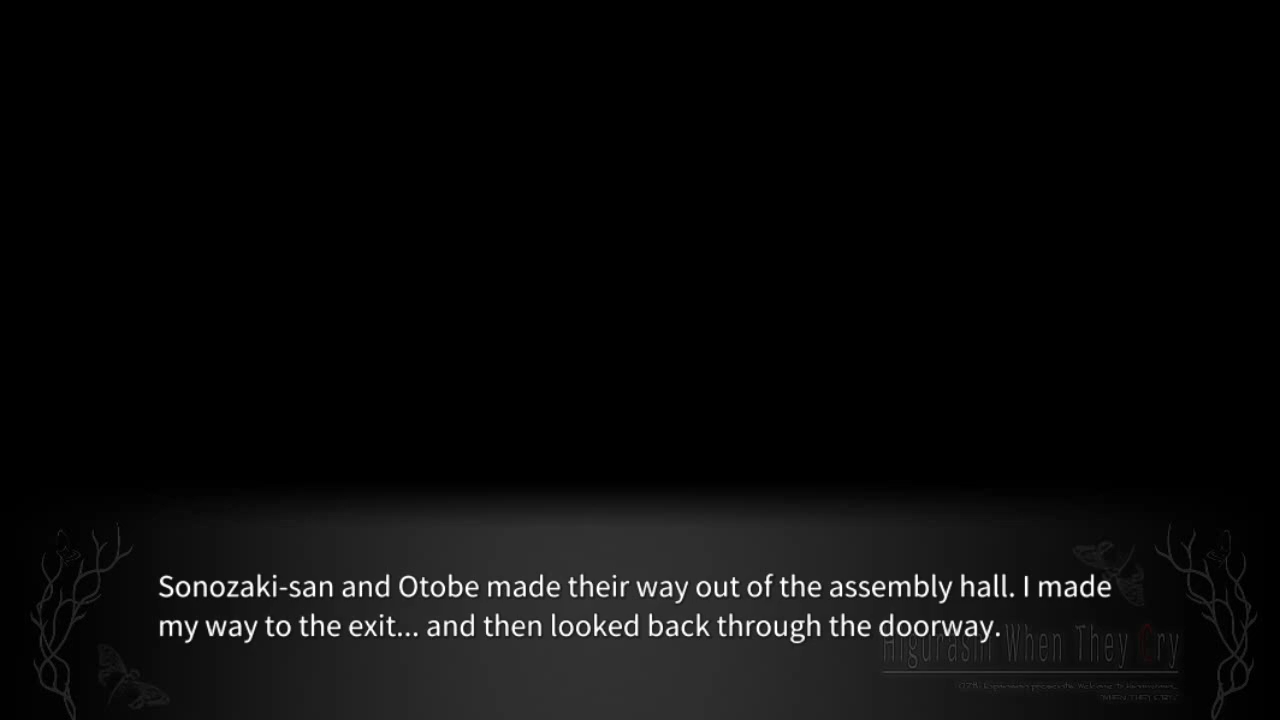 Sonozaki-san and Otobe made their way out of the assembly hall. I made
my way to the exit... and then looked back through the doorway.
Higurashi When They Cry